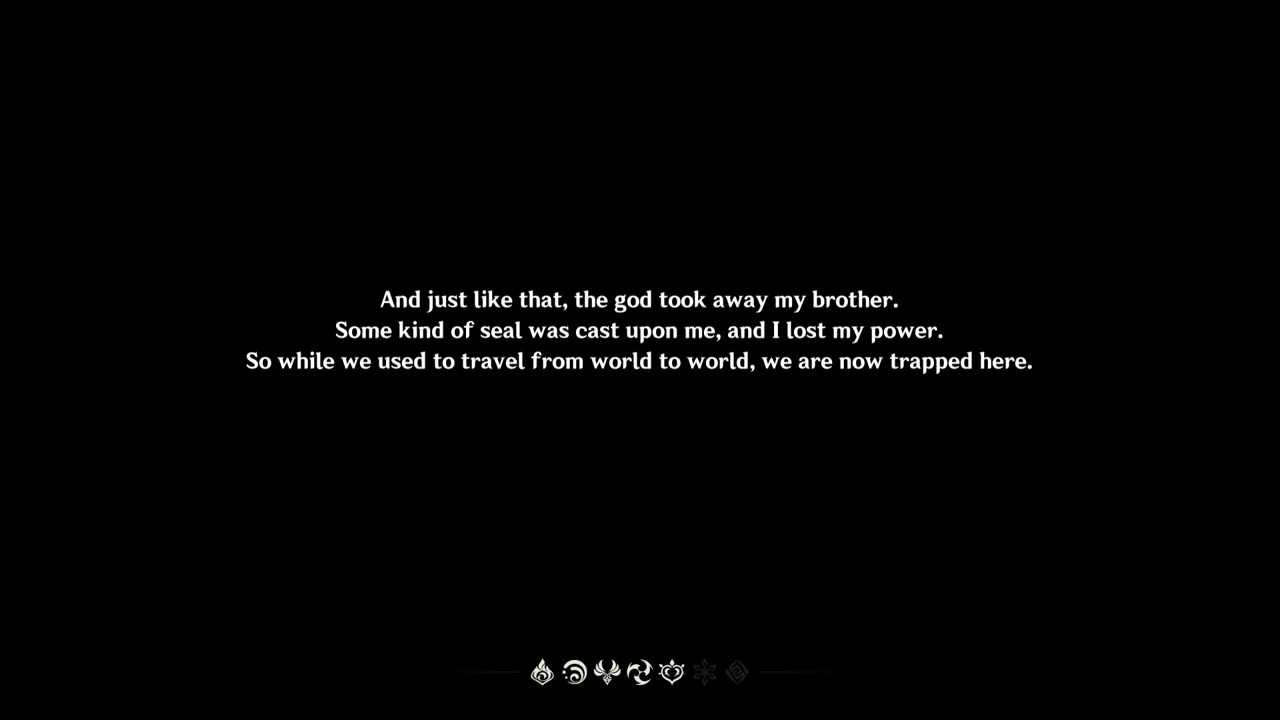 And just like that, the god took away my brother.
Some kind of seal was cast upon me, and I lost my power.
So while we used to travel from world to world, we are now trapped here.